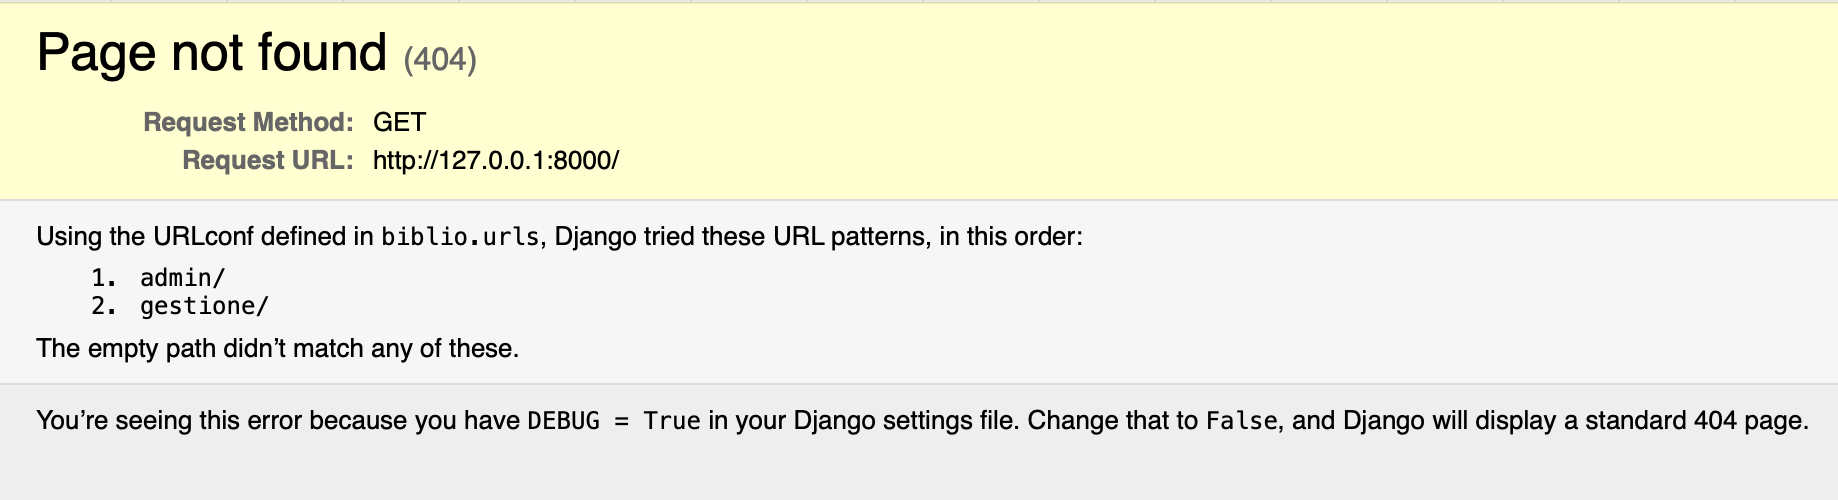 Page not found (404)
Request Method: GET
Request URL: http://127.0.0.1:8000/
Using the URLconf defined in biblio.urls, Django tried these URL patterns, in this order:
1. admin/
2. gestione/
The empty path didn’t match any of these.
You’re seeing this error because you have DEBUG = True in your Django settings file. Change that to False, and Django will display a standard 404 page.